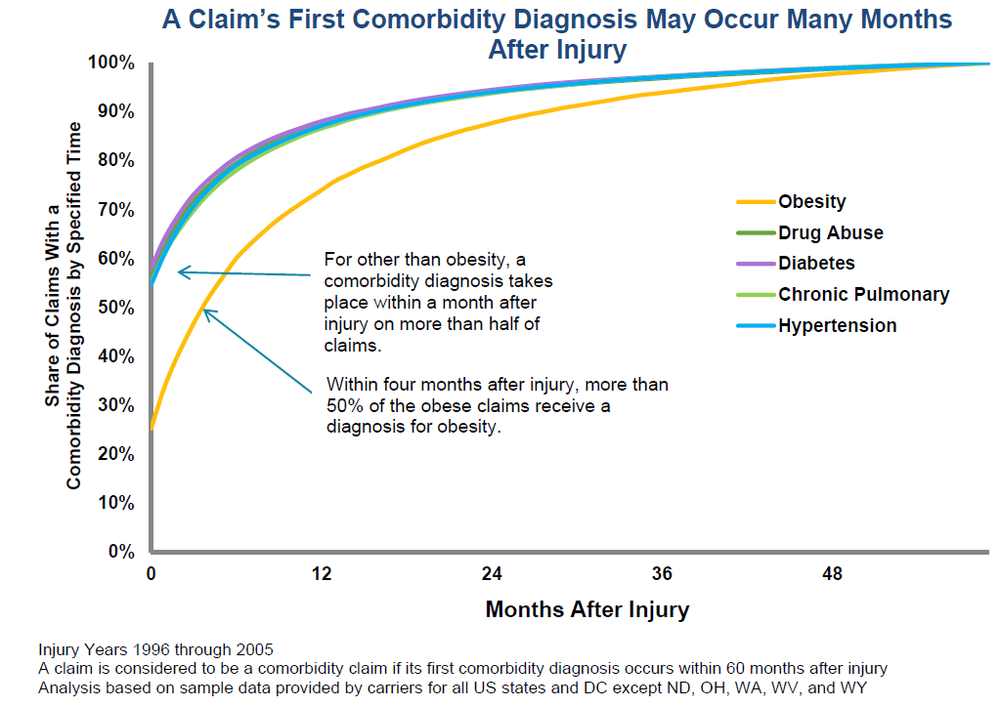 A Claim's First Comorbidity Diagnosis May Occur Many Months
After Injury
Share of Claims With a
Comorbidity Diagnosis by Specified Time
100%
90%
80%
70%
60%
50%
40%
30%
20%
10%
0%
Obesity
Drug Abuse
Diabetes
Chronic Pulmonary
Hypertension
For other than obesity, a
comorbidity diagnosis takes
place within a month after
injury on more than half of
claims.
Within four months after injury, more than
50% of the obese claims receive a
diagnosis for obesity.
0 12 24 36 48
Months After Injury
Injury Years 1996 through 2005
A claim is considered to be a comorbidity claim if its first comorbidity diagnosis occurs within 60 months after injury
Analysis based on sample data provided by carriers for all US states and DC except ND, OH, WA, WV, and WY